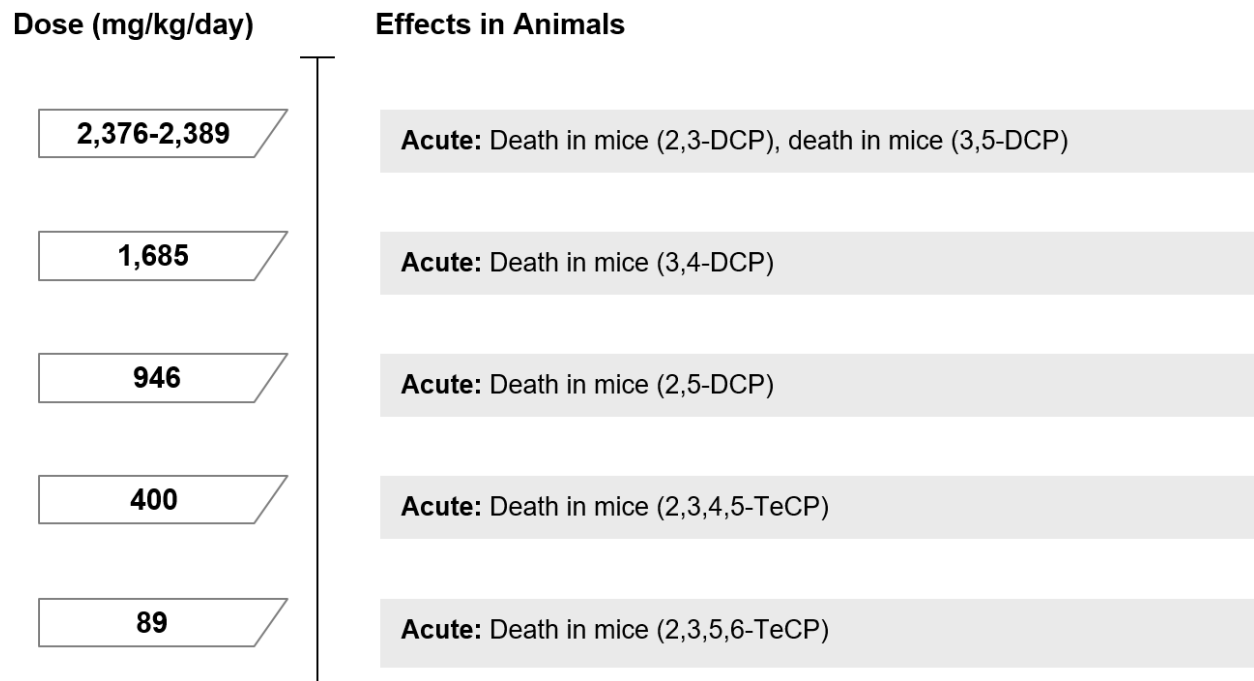 Dose (mg/kg/day) Effects in Animals
2,376-2,389 Acute: Death in mice (2,3-DCP), death in mice (3,5-DCP)
1,685 Acute: Death in mice (3,4-DCP)
946 Acute: Death in mice (2,5-DCP)
400 Acute: Death in mice (2,3,4,5-TeCP)
89 Acute: Death in mice (2,3,5,6-TeCP)